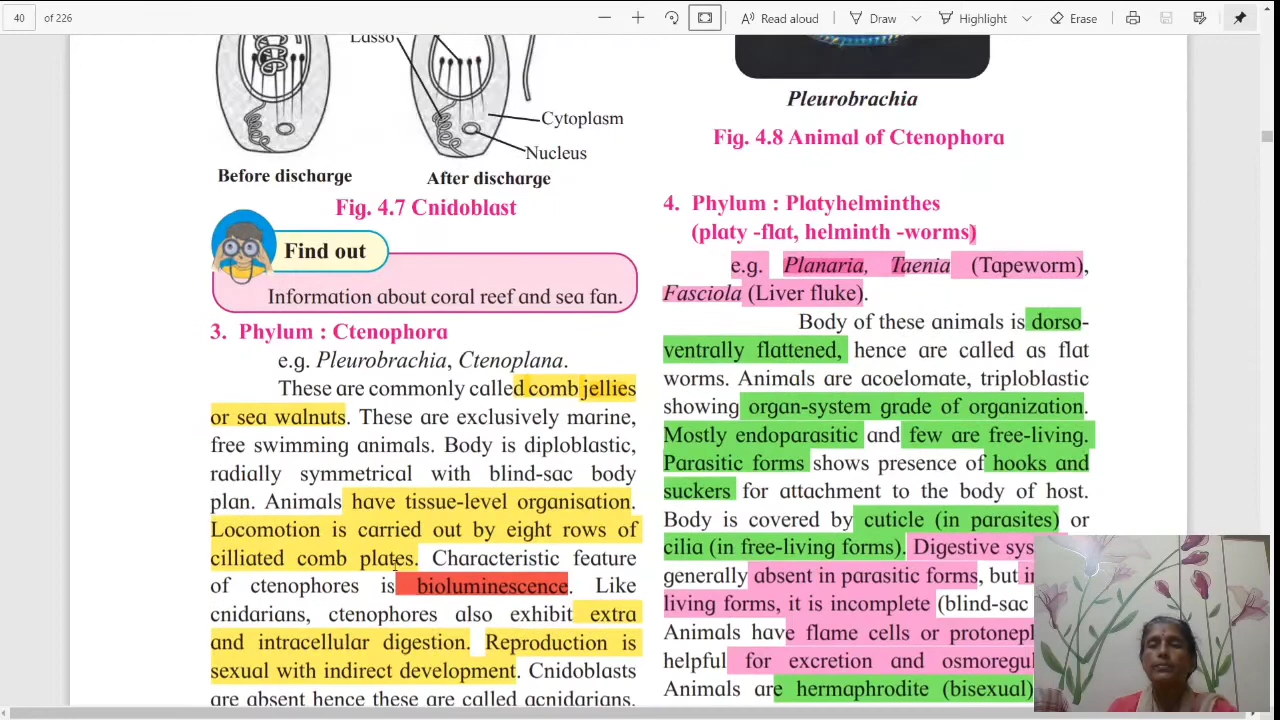 40 of 226
Read aloud
Draw
Highlight
Erase
Lasso
Cytoplasm
Nucleus
Before discharge
After discharge
Fig. 4.7 Cnidoblast
Find out
Information about coral reef and sea fan.
3. Phylum : Ctenophora
e.g. Pleurobrachia, Ctenoplana.
These are commonly called comb jellies
or sea walnuts. These are exclusively marine,
free swimming animals. Body is diploblastic,
radially symmetrical with blind-sac body
plan. Animals have tissue-level organisation.
Locomotion is carried out by eight rows of
cilliated comb plates. Characteristic feature
of ctenophores is bioluminescence. Like
cnidarians, ctenophores also exhibit extra
and intracellular digestion. Reproduction is
sexual with indirect development. Cnidoblasts
are absent hence these are called acnidarians.
Pleurobrachia
Fig. 4.8 Animal of Ctenophora
4. Phylum : Platyhelminthes
(platy -flat, helminth -worms)
e.g. Planaria, Taenia (Tapeworm),
Fasciola (Liver fluke).
Body of these animals is dorso-
ventrally flattened, hence are called as flat
worms. Animals are acoelomate, triploblastic
showing organ-system grade of organization.
Mostly endoparasitic and few are free-living.
Parasitic forms shows presence of hooks and
suckers for attachment to the body of host.
Body is covered by cuticle (in parasites) or
cilia (in free-living forms). Digestive sys
generally absent in parasitic forms, but in
living forms, it is incomplete (blind-sac
Animals have flame cells or protoneph
helpful for excretion and osmoregul
Animals are hermaphrodite (bisexual)